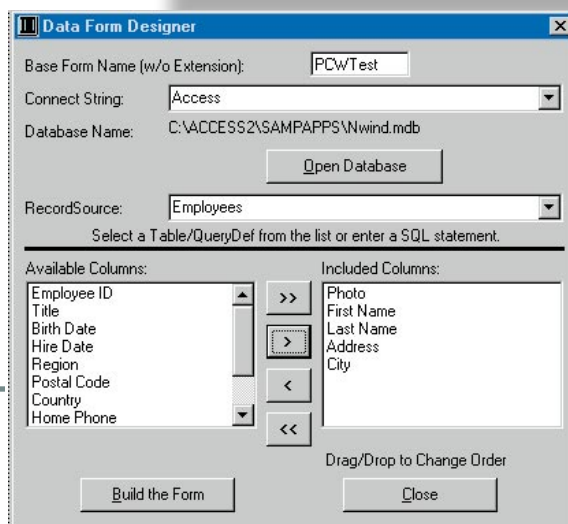 Data Form Designer
Base Form Name (w/o Extension): PCWTest
Connect String: Access
Database Name: C:\ACCESS2\SAMPAPPS\Nwind.mdb
Open Database
RecordSource: Employees
Select a Table/QueryDef from the list or enter a SQL statement.
Available Columns:
Employee ID
Title
Birth Date
Hire Date
Region
Postal Code
Country
Home Phone
>>
>
<
<<
Included Columns:
Photo
First Name
Last Name
Address
City
Drag/Drop to Change Order
Build the Form
Close